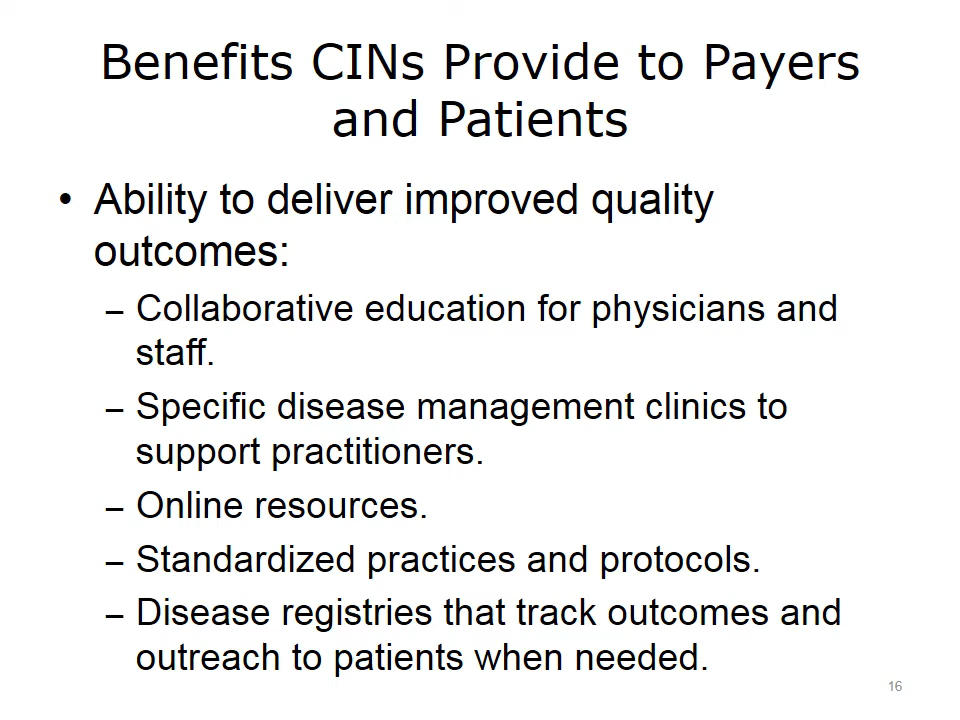 Benefits CINs Provide to Payers
and Patients
• Ability to deliver improved quality
outcomes:
– Collaborative education for physicians and
staff.
– Specific disease management clinics to
support practitioners.
– Online resources.
– Standardized practices and protocols.
– Disease registries that track outcomes and
outreach to patients when needed.
16